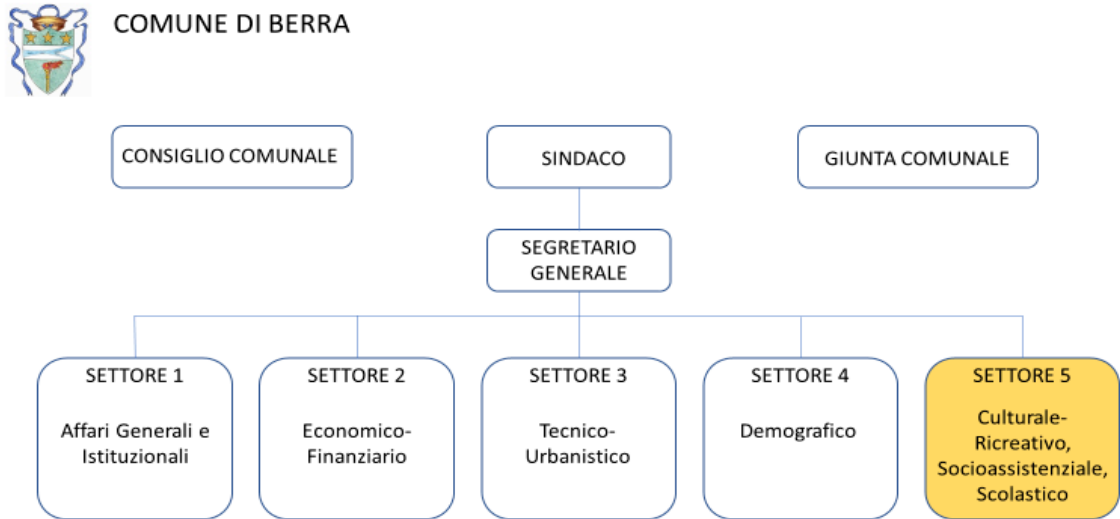 COMUNE DI BERRA
CONSIGLIO COMUNALE
SINDACO
GIUNTA COMUNALE
SEGRETARIO
GENERALE
SETTORE 1
Affari Generali e
Istituzionali
SETTORE 2
Economico-
Finanziario
SETTORE 3
Tecnico-
Urbanistico
SETTORE 4
Demografico
SETTORE 5
Culturale-
Ricreativo,
Socioassistenziale,
Scolastico